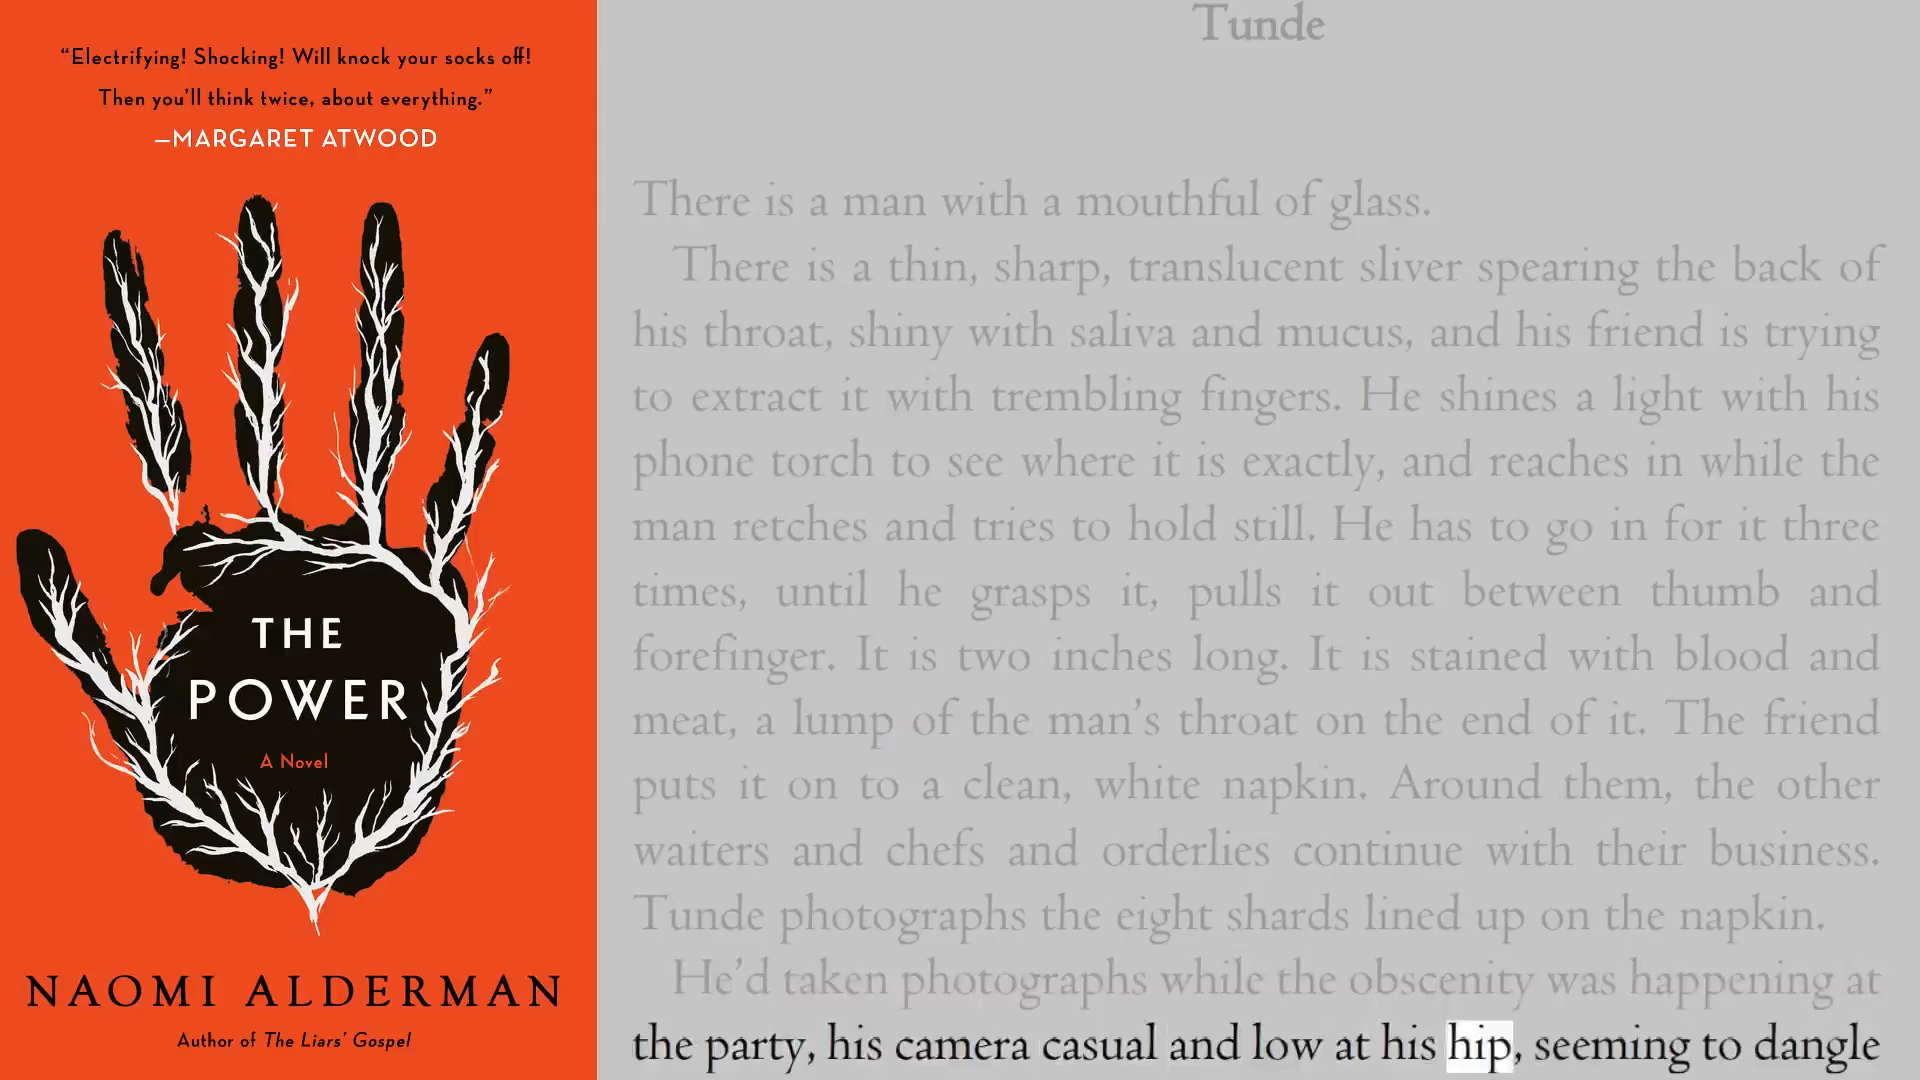 “Electrifying! Shocking! Will knock your socks off!
Then you’ll think twice, about everything.”
—MARGARET ATWOOD
THE
POWER
A Novel
NAOMI ALDERMAN
Author of The Liars’ Gospel
Tunde
There is a man with a mouthful of glass.
There is a thin, sharp, translucent sliver spearing the back of
his throat, shiny with saliva and mucus, and his friend is trying
to extract it with trembling fingers. He shines a light with his
phone torch to see where it is exactly, and reaches in while the
man retches and tries to hold still. He has to go in for it three
times, until he grasps it, pulls it out between thumb and
forefinger. It is two inches long. It is stained with blood and
meat, a lump of the man’s throat on the end of it. The friend
puts it on to a clean, white napkin. Around them, the other
waiters and chefs and orderlies continue with their business.
Tunde photographs the eight shards lined up on the napkin.
He’d taken photographs while the obscenity was happening at
the party, his camera casual and low at his hip, seeming to dangle